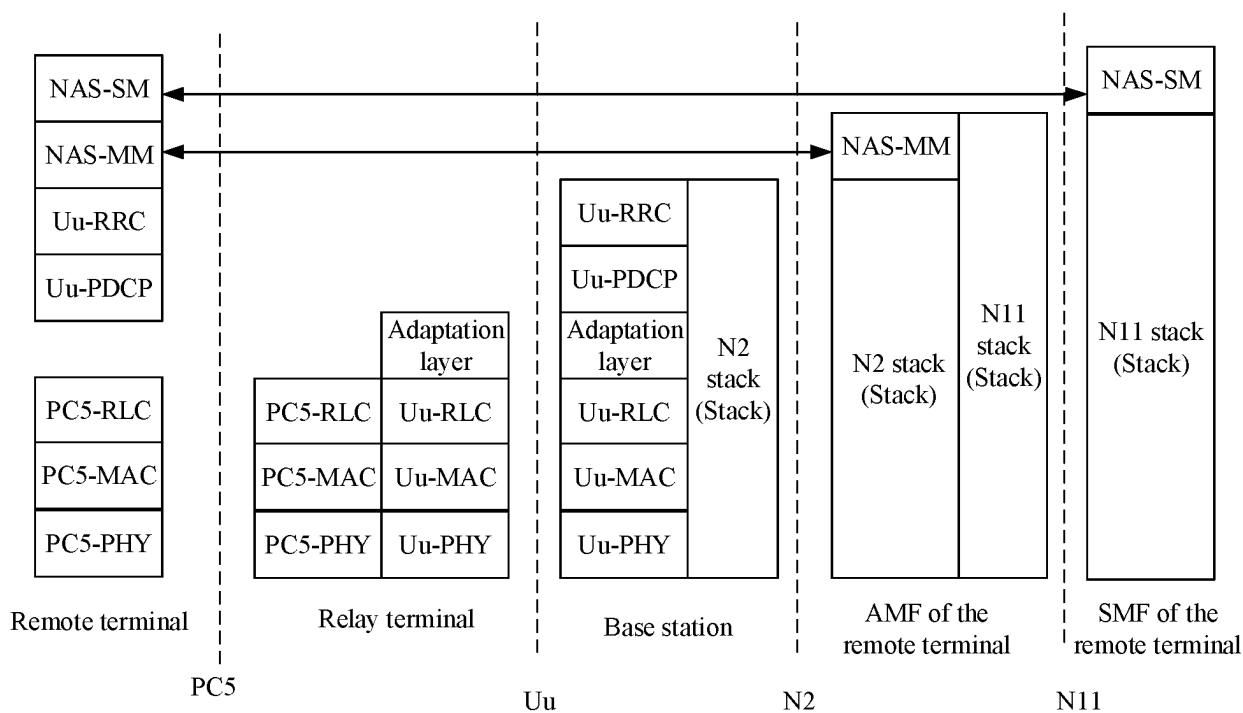 NAS-SM
NAS-MM
Uu-RRC
Uu-PDCP
PC5-RLC
PC5-MAC
PC5-PHY
Remote terminal
PC5
Adaptation
layer
PC5-RLC
Uu-RLC
PC5-MAC
Uu-MAC
PC5-PHY
Uu-PHY
Relay terminal
Uu
Uu-RRC
Uu-PDCP
Adaptation
layer
Uu-RLC
Uu-MAC
Uu-PHY
N2
stack
(Stack)
Base station
N2
NAS-MM
N2 stack
(Stack)
N11
stack
(Stack)
AMF of the
remote terminal
N11
NAS-SM
N11 stack
(Stack)
SMF of the
remote terminal